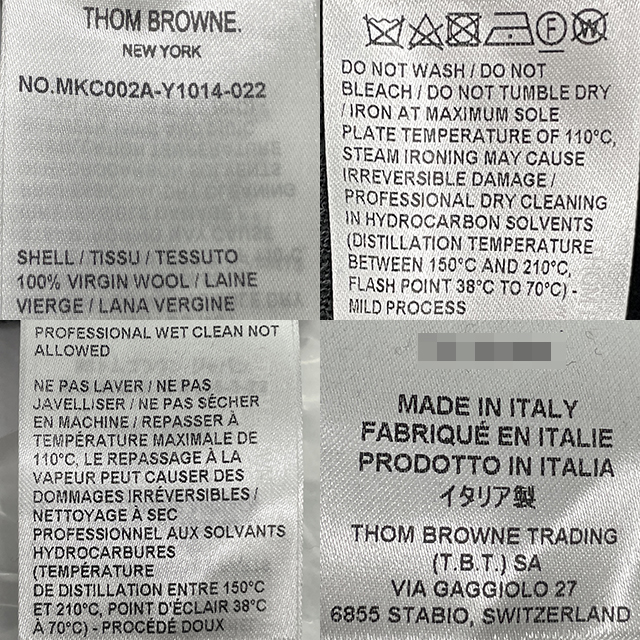 THOM BROWNE.
NEW YORK
NO.MKC002A-Y1014-022
SHELL / TISSU / TESSUTO
100% VIRGIN WOOL / LAINE
VIERGE / LANA VERGINE
DO NOT WASH / DO NOT
BLEACH / DO NOT TUMBLE DRY
/ IRON AT MAXIMUM SOLE
PLATE TEMPERATURE OF 110°C,
STEAM IRONING MAY CAUSE
IRREVERSIBLE DAMAGE /
PROFESSIONAL DRY CLEANING
IN HYDROCARBON SOLVENTS
(DISTILLATION TEMPERATURE
BETWEEN 150°C AND 210°C,
FLASH POINT 38°C TO 70°C) -
MILD PROCESS
PROFESSIONAL WET CLEAN NOT
ALLOWED
NE PAS LAVER / NE PAS
JAVELLISER / NE PAS SÉCHER
EN MACHINE / REPASSER À
TEMPÉRATURE MAXIMALE DE
110°C, LE REPASSAGE À LA
VAPEUR PEUT CAUSER DES
DOMMAGES IRRÉVERSIBLES /
NETTOYAGE À SEC
PROFESSIONNEL AUX SOLVANTS
HYDROCARBURES
(TEMPÉRATURE
DE DISTILLATION ENTRE 150°C
ET 210°C, POINT D'ÉCLAIR 38°C
À 70°C) - PROCÉDÉ DOUX
MADE IN ITALY
FABRIQUÉ EN ITALIE
PRODOTTO IN ITALIA
イタリア製
THOM BROWNE TRADING
(T.B.T.) SA
VIA GAGGIOLO 27
6855 STABIO, SWITZERLAND